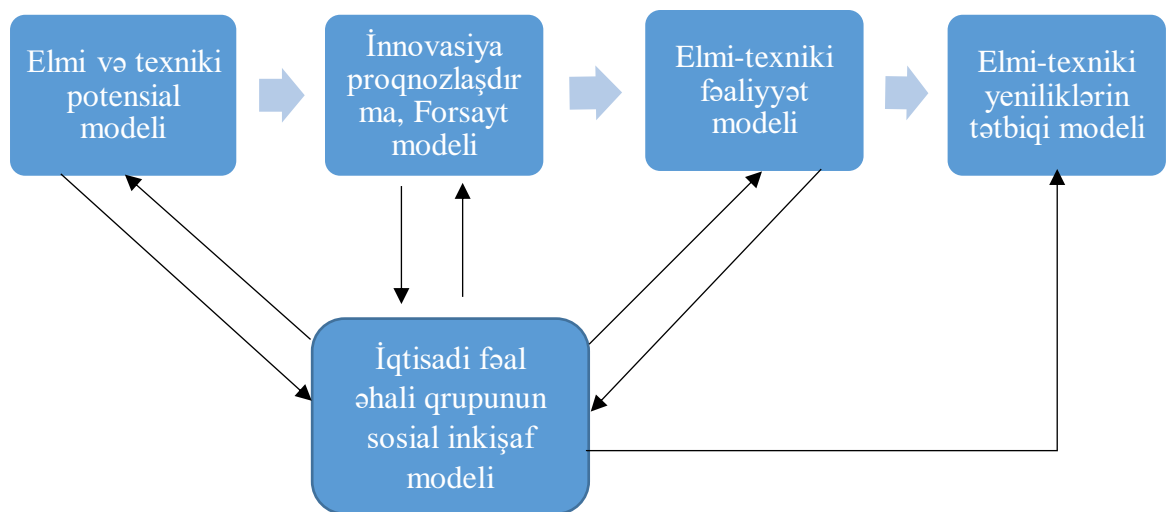 Elmi və texniki
potensial
modeli
İnnovasiya
proqnozlaşdır
ma, Forsayt
modeli
Elmi-texniki
fəaliyyət
modeli
Elmi-texniki
yeniliklərin
tətbiqi modeli
İqtisadi fəal
əhali qrupunun
sosial inkişaf
modeli